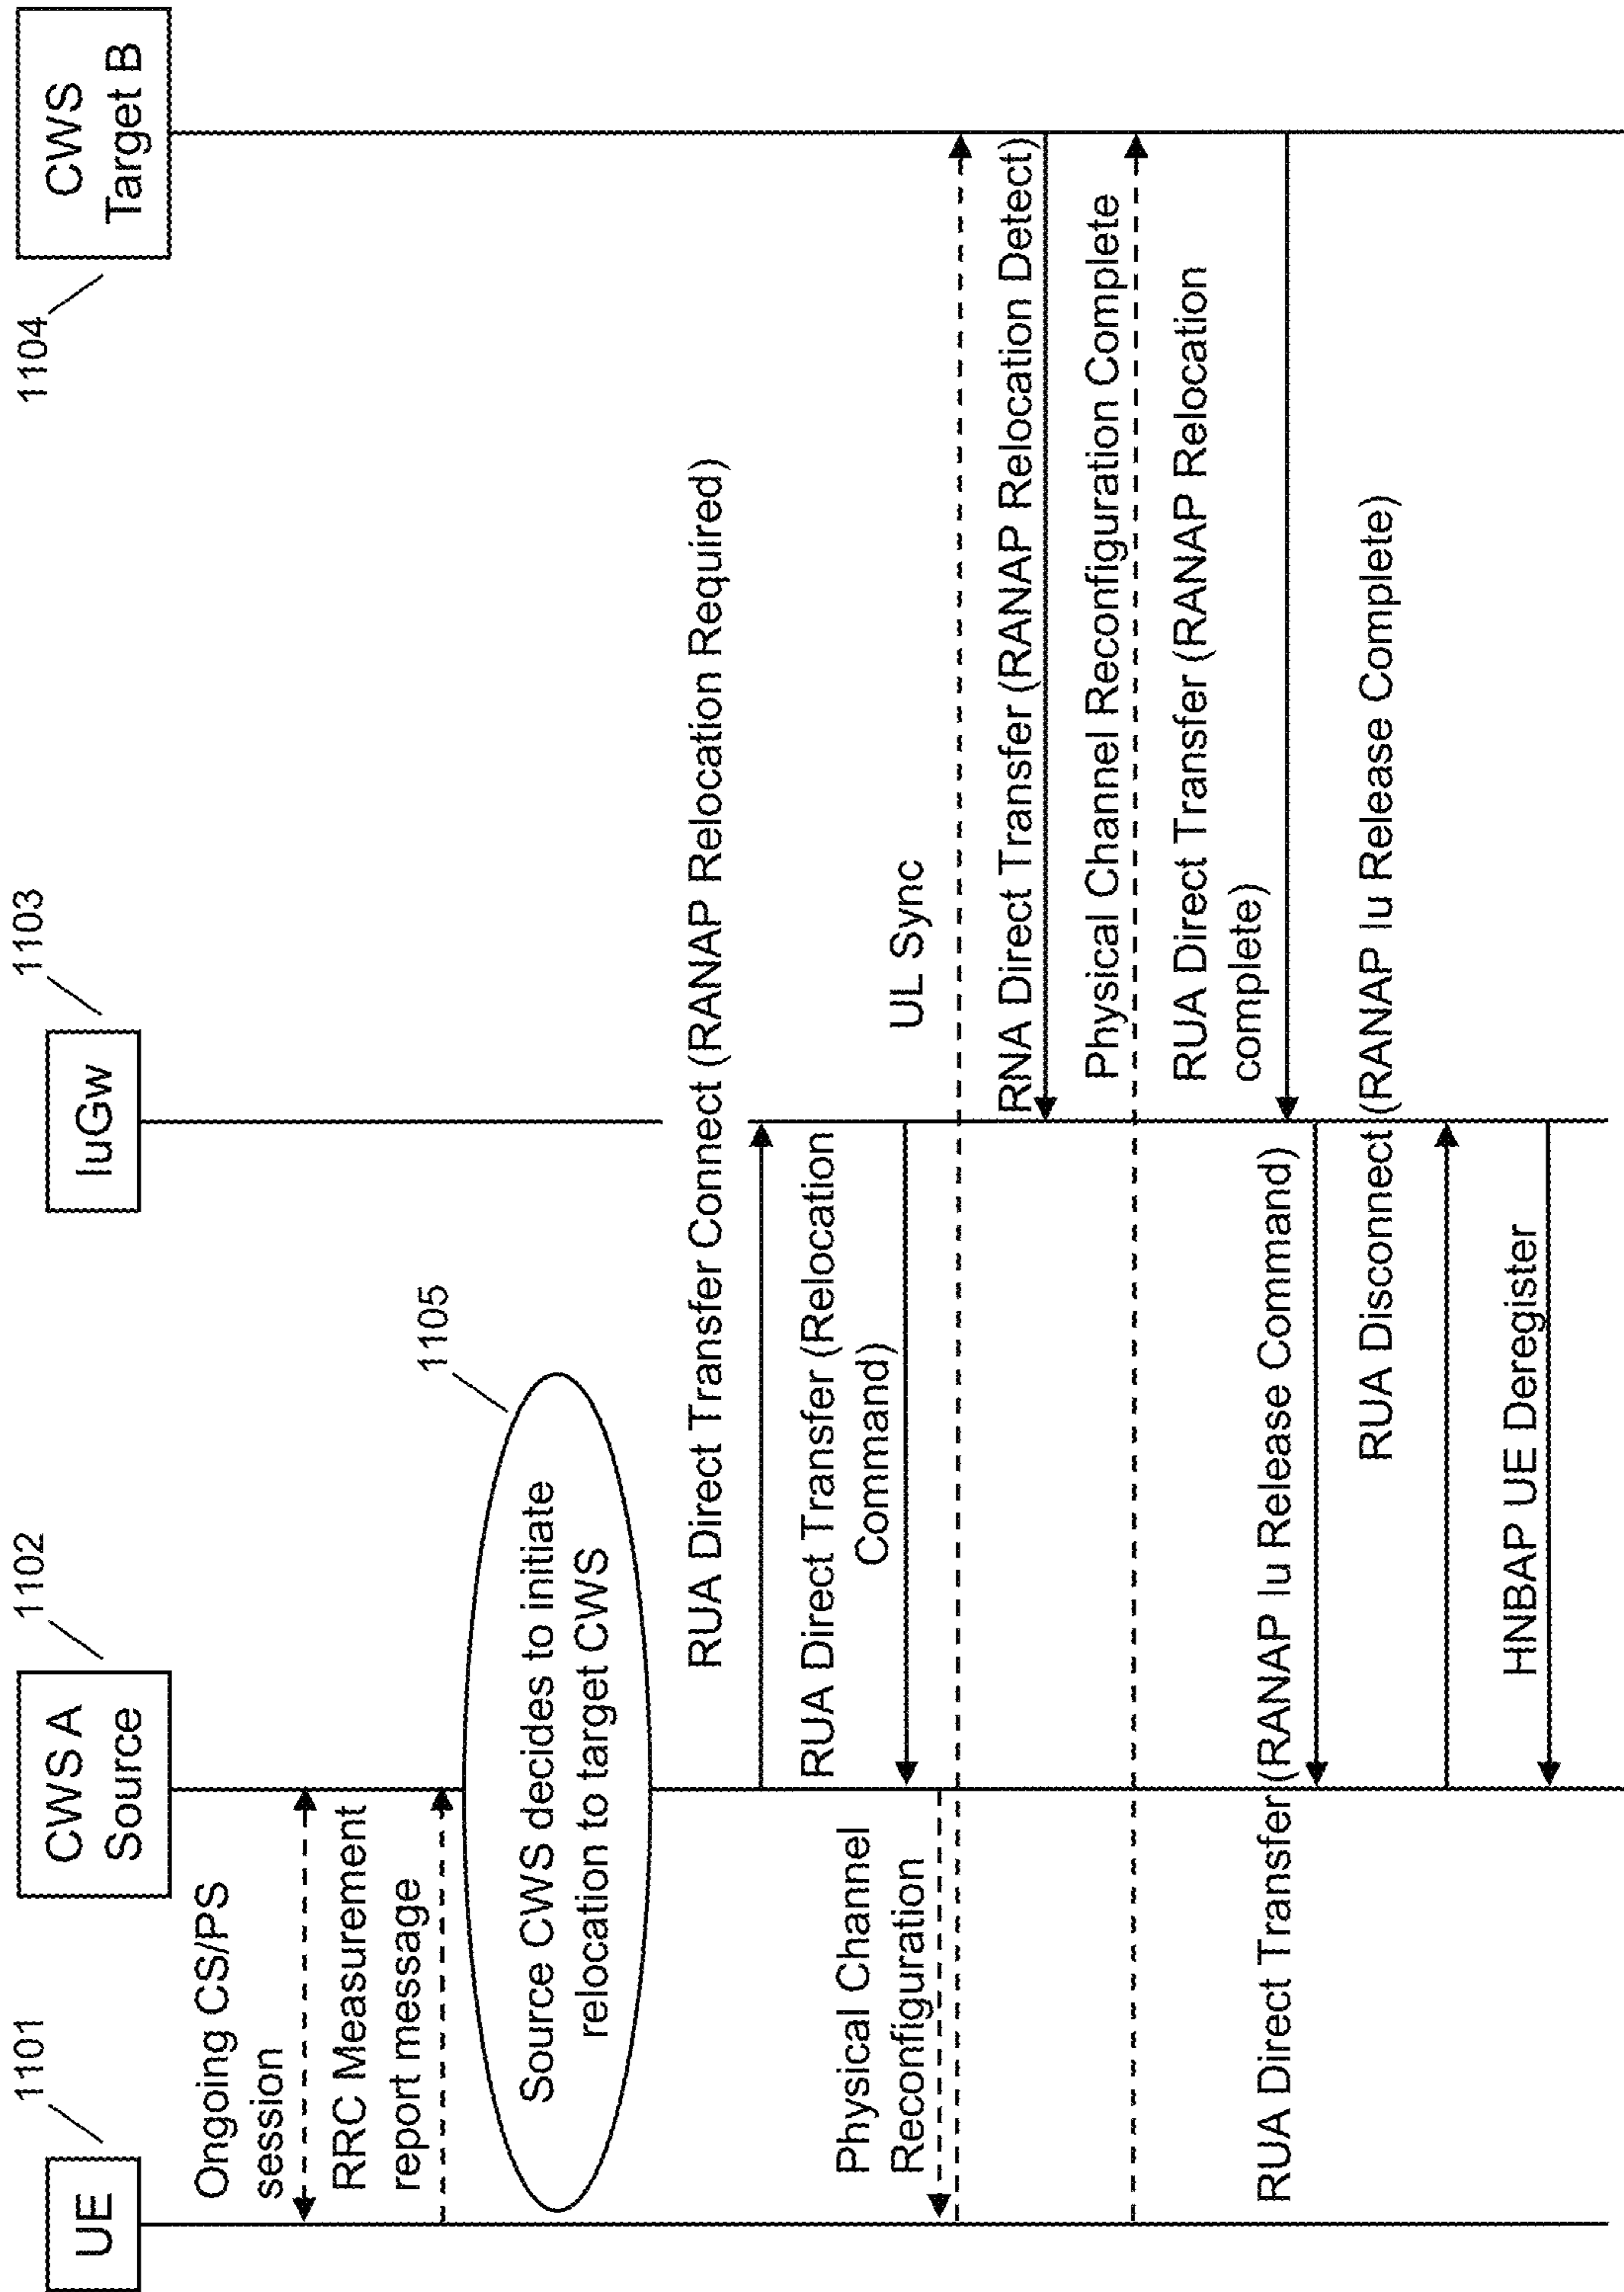 1101
1102
1103
1104
UE
CWS A
Source
IuGw
CWS
Target B
Ongoing CS/PS
session
RRC Measurement
report message
1105
Source CWS decides to initiate
relocation to target CWS
RUA Direct Transfer Connect (RANAP Relocation Required)
RUA Direct Transfer (Relocation
Command)
Physical Channel
Reconfiguration
UL Sync
RNA Direct Transfer (RANAP Relocation Detect)
Physical Channel Reconfiguration Complete
RUA Direct Transfer (RANAP Relocation
complete)
RUA Direct Transfer (RANAP Iu Release Command)
RUA Disconnect (RANAP Iu Release Complete)
HNBAP UE Deregister